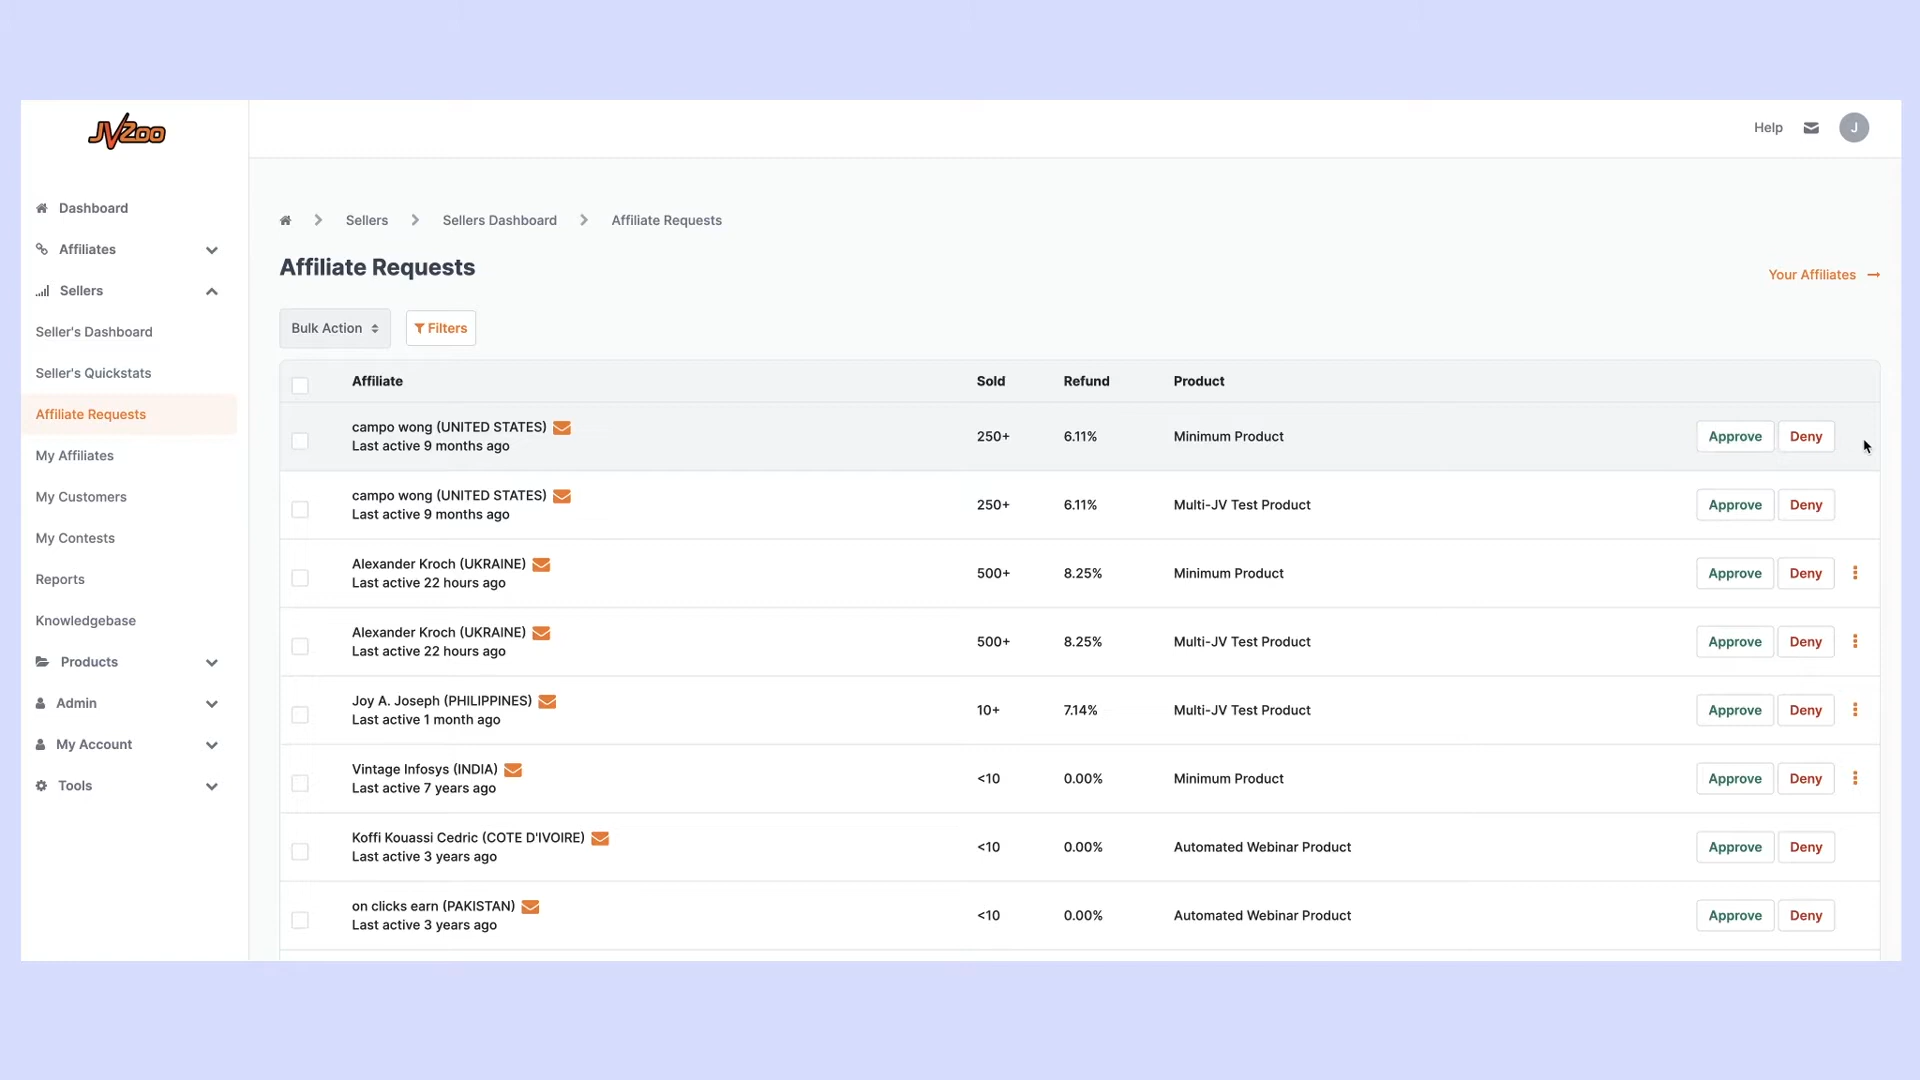 JVZoo
Help
J
Dashboard
Affiliates
Sellers
Seller's Dashboard
Seller's Quickstats
Affiliate Requests
My Affiliates
My Customers
My Contests
Reports
Knowledgebase
Products
Admin
My Account
Tools
Sellers Sellers Dashboard Affiliate Requests
Affiliate Requests
Your Affiliates →
Bulk Action Filters
Affiliate Sold Refund Product
campo wong (UNITED STATES)
Last active 9 months ago
250+ 6.11% Minimum Product Approve Deny
campo wong (UNITED STATES)
Last active 9 months ago
250+ 6.11% Multi-JV Test Product Approve Deny
Alexander Kroch (UKRAINE)
Last active 22 hours ago
500+ 8.25% Minimum Product Approve Deny
Alexander Kroch (UKRAINE)
Last active 22 hours ago
500+ 8.25% Multi-JV Test Product Approve Deny
Joy A. Joseph (PHILIPPINES)
Last active 1 month ago
10+ 7.14% Multi-JV Test Product Approve Deny
Vintage Infosys (INDIA)
Last active 7 years ago
<10 0.00% Minimum Product Approve Deny
Koffi Kouassi Cedric (COTE D'IVOIRE)
Last active 3 years ago
<10 0.00% Automated Webinar Product Approve Deny
on clicks earn (PAKISTAN)
Last active 3 years ago
<10 0.00% Automated Webinar Product Approve Deny